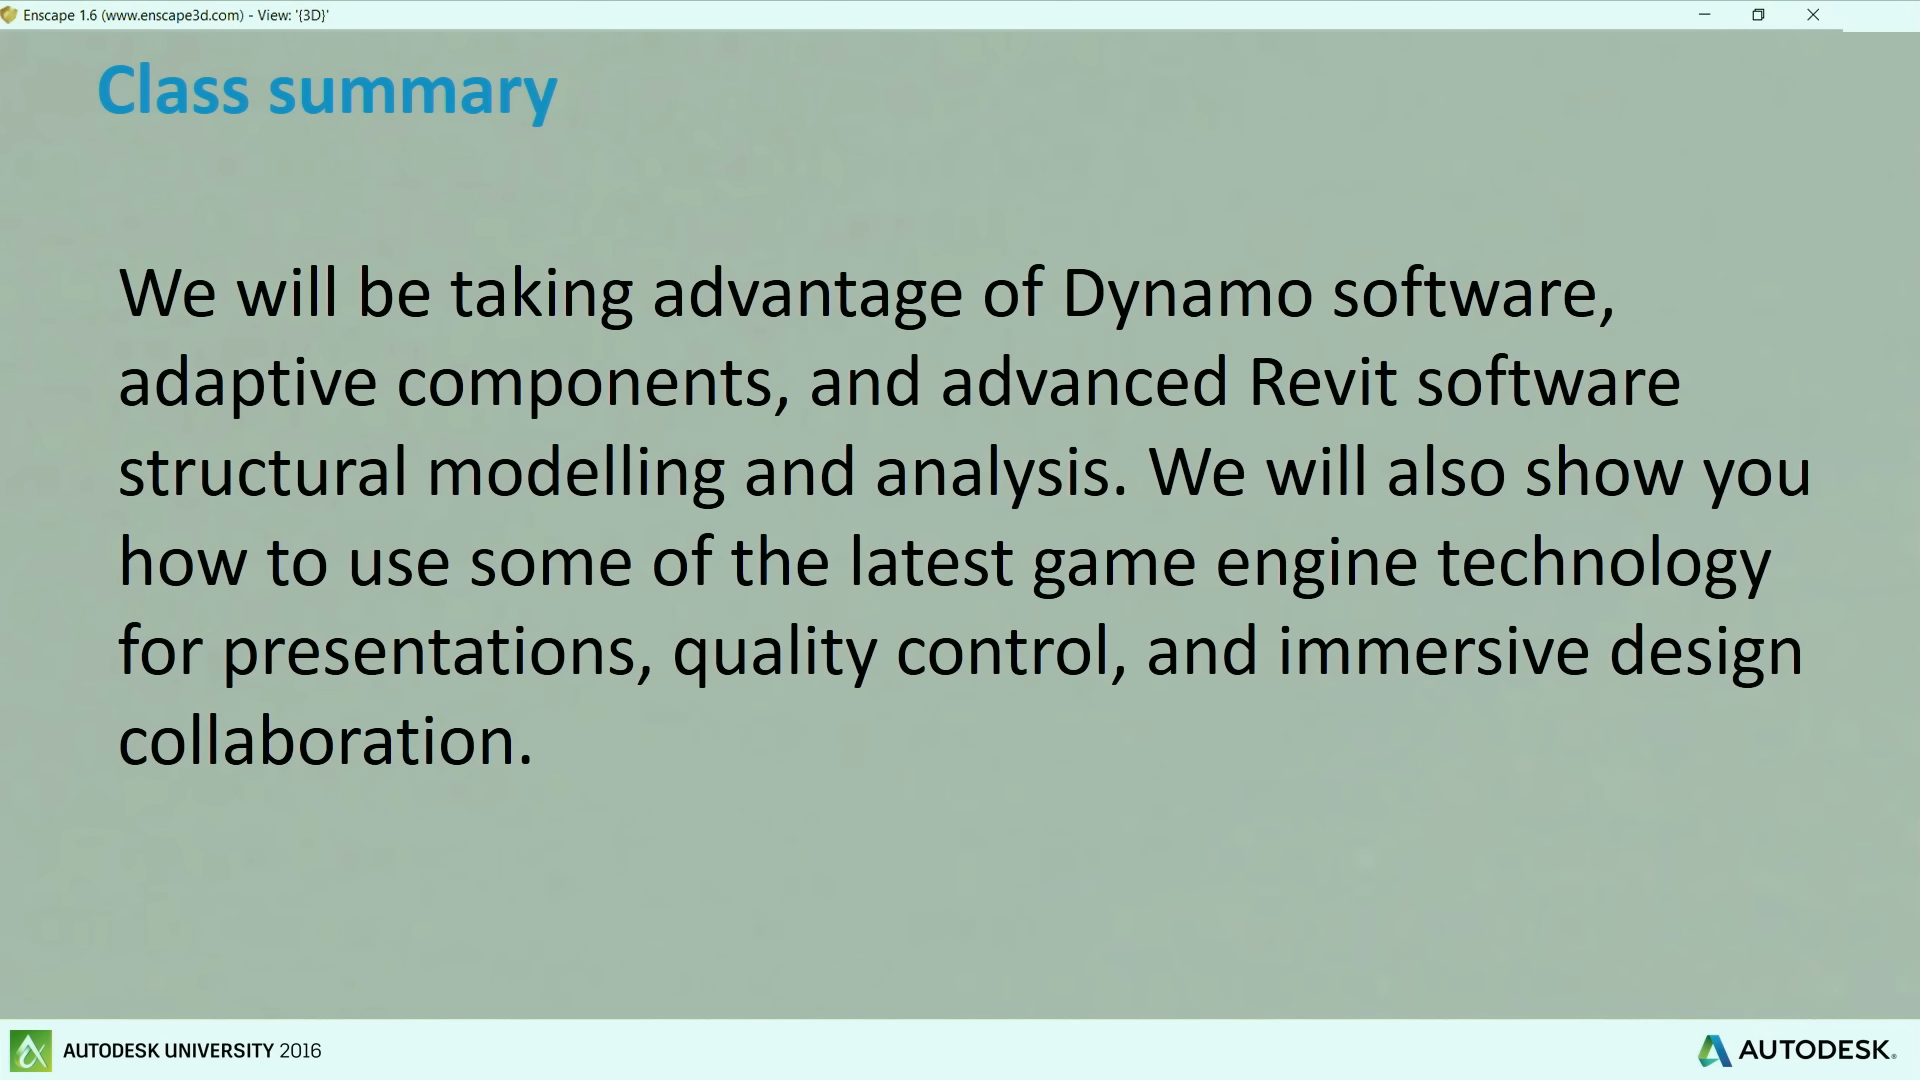 Enscape 1.6 (www.enscape3d.com) - View: '{3D}'
Class summary
We will be taking advantage of Dynamo software,
adaptive components, and advanced Revit software
structural modelling and analysis. We will also show you
how to use some of the latest game engine technology
for presentations, quality control, and immersive design
collaboration.
AUTODESK UNIVERSITY 2016
AUTODESK.